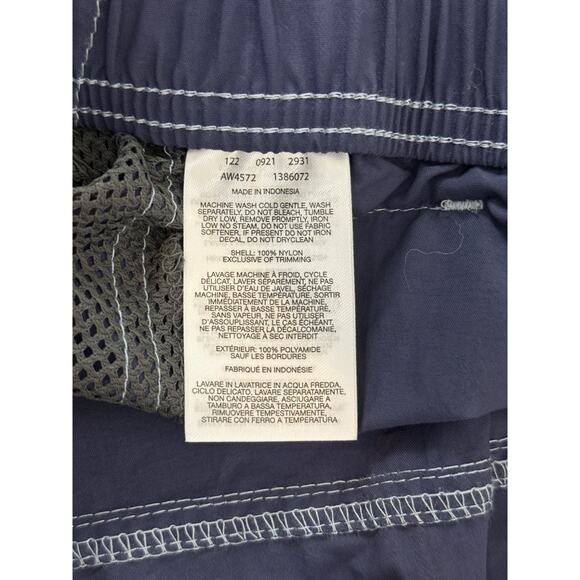 122 0921 2931
AW4572 1386072
MADE IN INDONESIA
MACHINE WASH COLD GENTLE, WASH
SEPARATELY, DO NOT BLEACH, TUMBLE
DRY LOW, REMOVE PROMPTLY, IRON
LOW NO STEAM, DO NOT USE FABRIC
SOFTENER, IF PRESENT DO NOT IRON
DECAL, DO NOT DRYCLEAN
SHELL: 100% NYLON
EXCLUSIVE OF TRIMMING
LAVAGE MACHINE À FROID, CYCLE
DÉLICAT, LAVER SÉPARÉMENT, NE PAS
UTILISER D'EAU DE JAVEL, SÉCHAGE
MACHINE, BASSE TEMPÉRATURE, SORTIR
IMMÉDIATEMENT DE LA MACHINE,
REPASSER À BASSE TEMPÉRATURE,
SANS VAPEUR, NE PAS UTILISER
D'ASSOUPLISSANT, LE CAS ÉCHÉANT,
NE PAS REPASSER LA DÉCALCOMANIE,
NETTOYAGE À SEC INTERDIT
EXTÉRIEUR: 100% POLYAMIDE
SAUF LES BORDURES
FABRIQUÉ EN INDONÉSIE
LAVARE IN LAVATRICE IN ACQUA FREDDA,
CICLO DELICATO, LAVARE SEPARATAMENTE,
NON CANDEGGIARE, ASCIUGARE A
TAMBURO A BASSA TEMPERATURA,
RIMUOVERE TEMPESTIVAMENTE,
STIRARE CON FERRO A TEMPERATURA